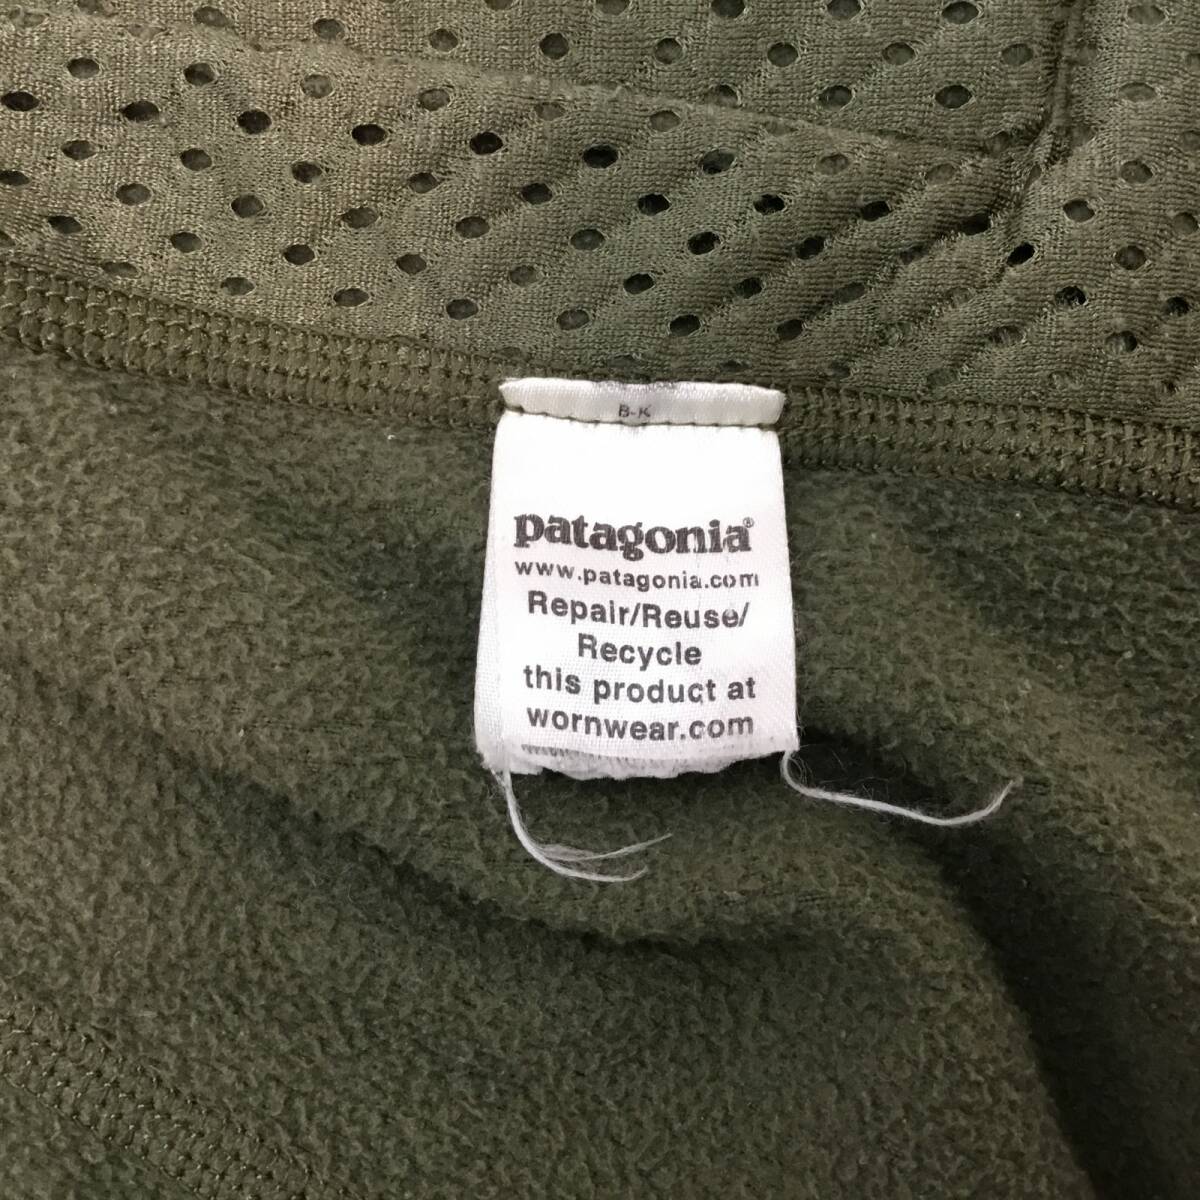 B-K
patagonia®
www.patagonia.com
Repair/Reuse/
Recycle
this product at
wornwear.com